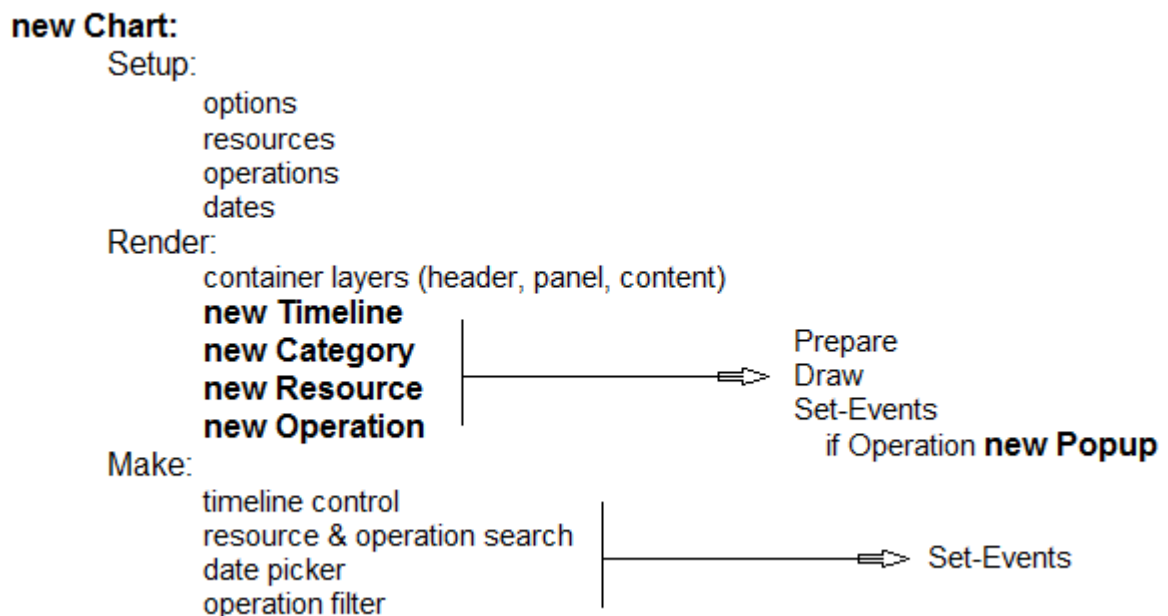 new Chart:
Setup:
options
resources
operations
dates
Render:
container layers (header, panel, content)
new Timeline
new Category
new Resource
new Operation
Prepare
Draw
Set-Events
if Operation new Popup
Make:
timeline control
resource & operation search
date picker
operation filter
Set-Events